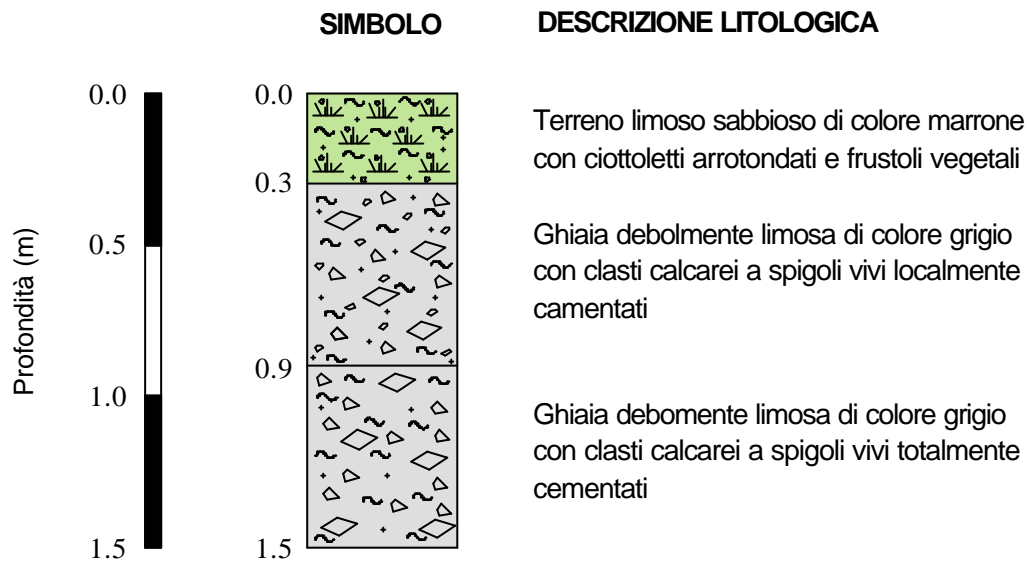 SIMBOLO
DESCRIZIONE LITOLOGICA
Profondità (m)
0.0
0.5
1.0
1.5
0.0
0.3
0.9
1.5
Terreno limoso sabbioso di colore marrone
con ciottoletti arrotondati e frustoli vegetali
Ghiaia debolmente limosa di colore grigio
con clasti calcarei a spigoli vivi localmente
camentati
Ghiaia debomente limosa di colore grigio
con clasti calcarei a spigoli vivi totalmente
cementati